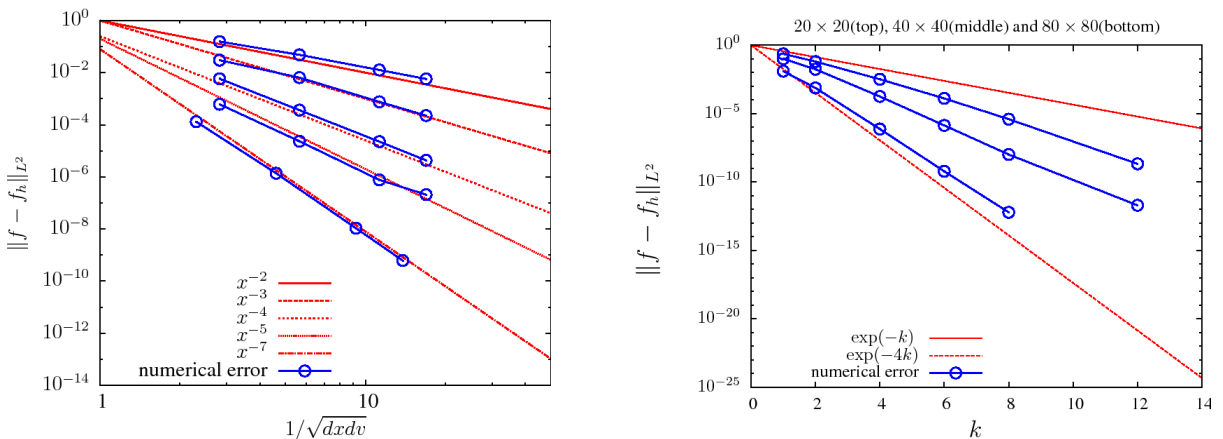 10^0
10^{-2}
10^{-4}
10^{-6}
10^{-8}
10^{-10}
10^{-12}
10^{-14}
‖f − f_h‖_{L^2}
x^{-2}
x^{-3}
x^{-4}
x^{-5}
x^{-7}
numerical error
1 10
1/√dxdv
20 × 20(top), 40 × 40(middle) and 80 × 80(bottom)
10^0
10^{-5}
10^{-10}
10^{-15}
10^{-20}
10^{-25}
‖f − f_h‖_{L^2}
exp(−k)
exp(−4k)
numerical error
0 2 4 6 8 10 12 14
k